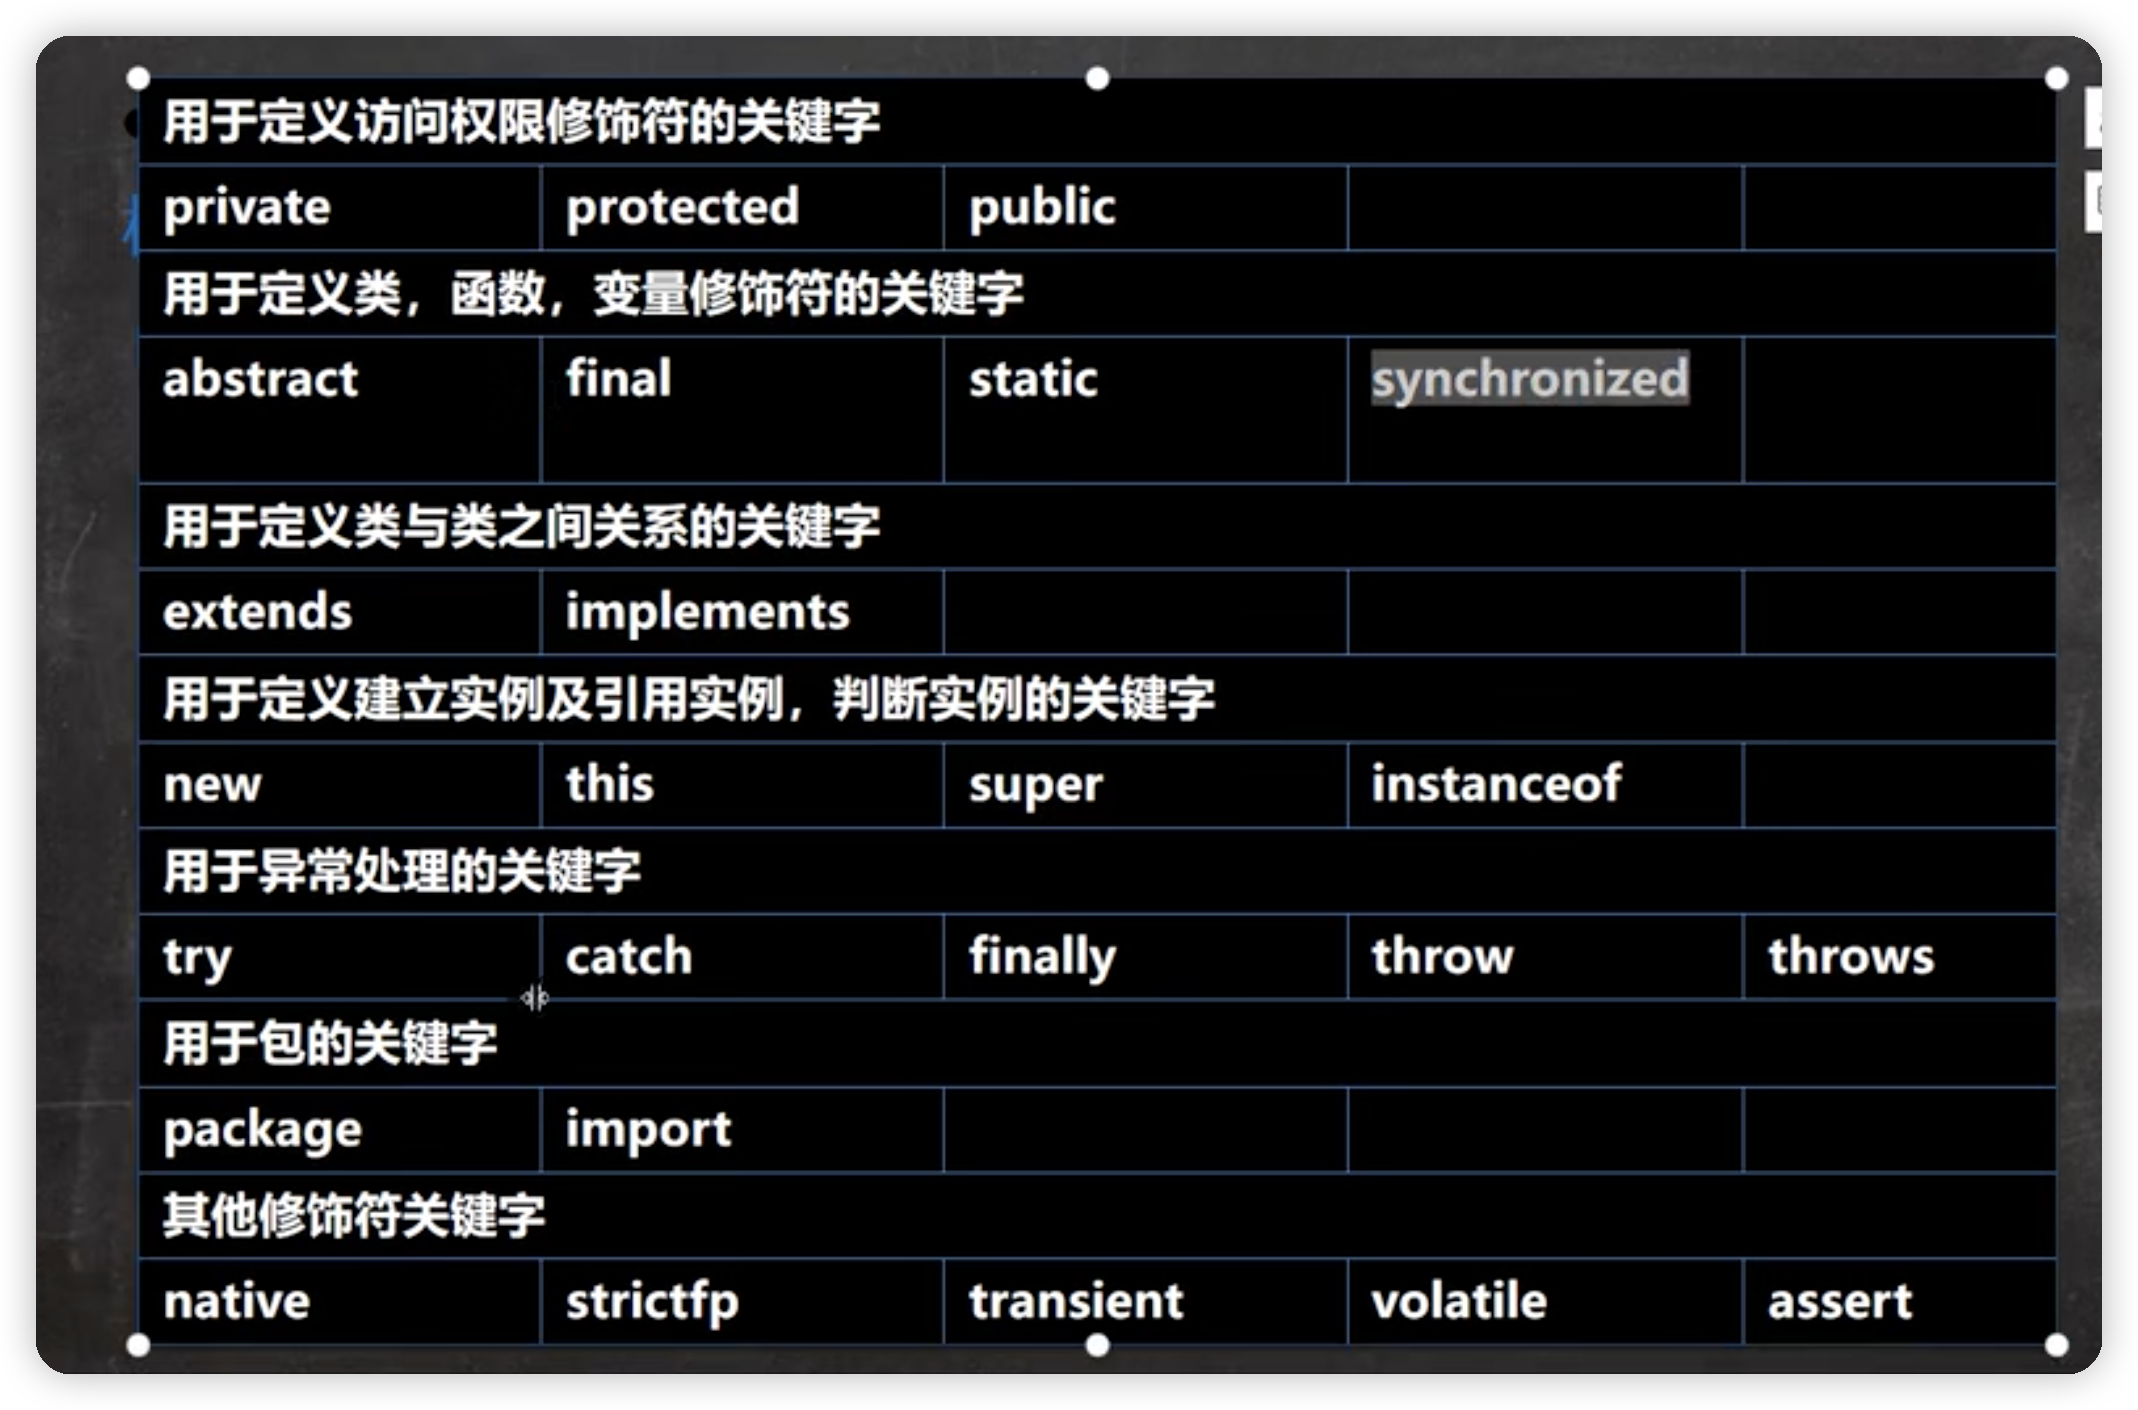 用于定义访问权限修饰符的关键字
private protected public
用于定义类，函数，变量修饰符的关键字
abstract final static synchronized
用于定义类与类之间关系的关键字
extends implements
用于定义建立实例及引用实例，判断实例的关键字
new this super instanceof
用于异常处理的关键字
try catch finally throw throws
用于包的关键字
package import
其他修饰符关键字
native strictfp transient volatile assert